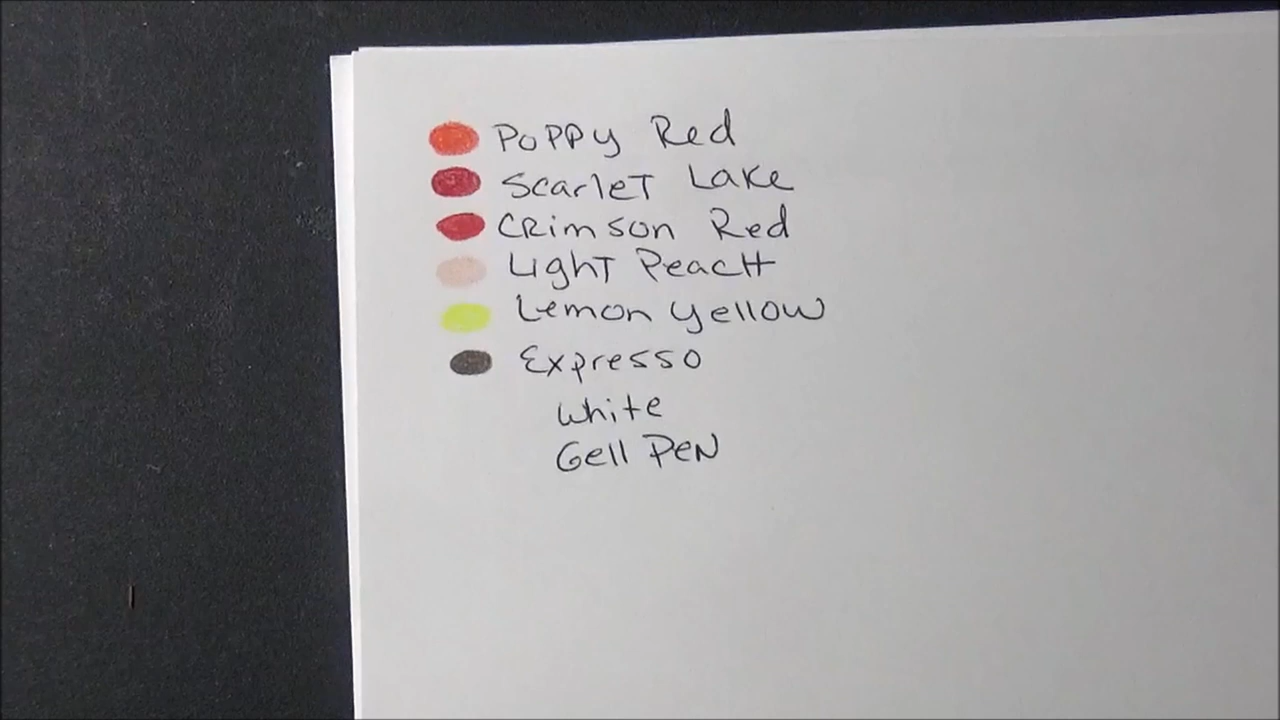 Poppy Red
Scarlet Lake
Crimson Red
Light Peach
Lemon Yellow
Expresso
White
Gell Pen